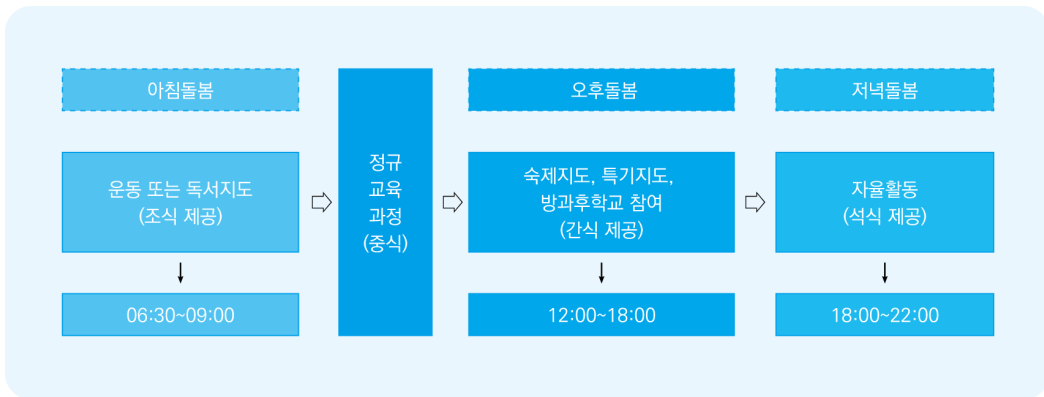 아침돌봄
운동 또는 독서지도
(조식 제공)
06:30~09:00
정규
교육
과정
(중식)
오후돌봄
숙제지도, 특기지도,
방과후학교 참여
(간식 제공)
12:00~18:00
저녁돌봄
자율활동
(석식 제공)
18:00~22:00